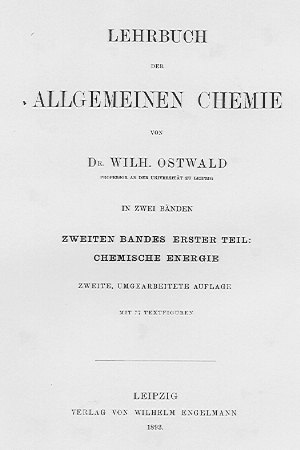 LEHRBUCH
DER
ALLGEMEINEN CHEMIE
VON
DR. WILH. OSTWALD
PROFESSOR AN DER UNIVERSITÄT ZU LEIPZIG
IN ZWEI BÄNDEN
ZWEITEN BANDES ERSTER TEIL:
CHEMISCHE ENERGIE
ZWEITE, UMGEARBEITETE AUFLAGE
MIT 77 TEXTFIGUREN
LEIPZIG
VERLAG VON WILHELM ENGELMANN
1893.